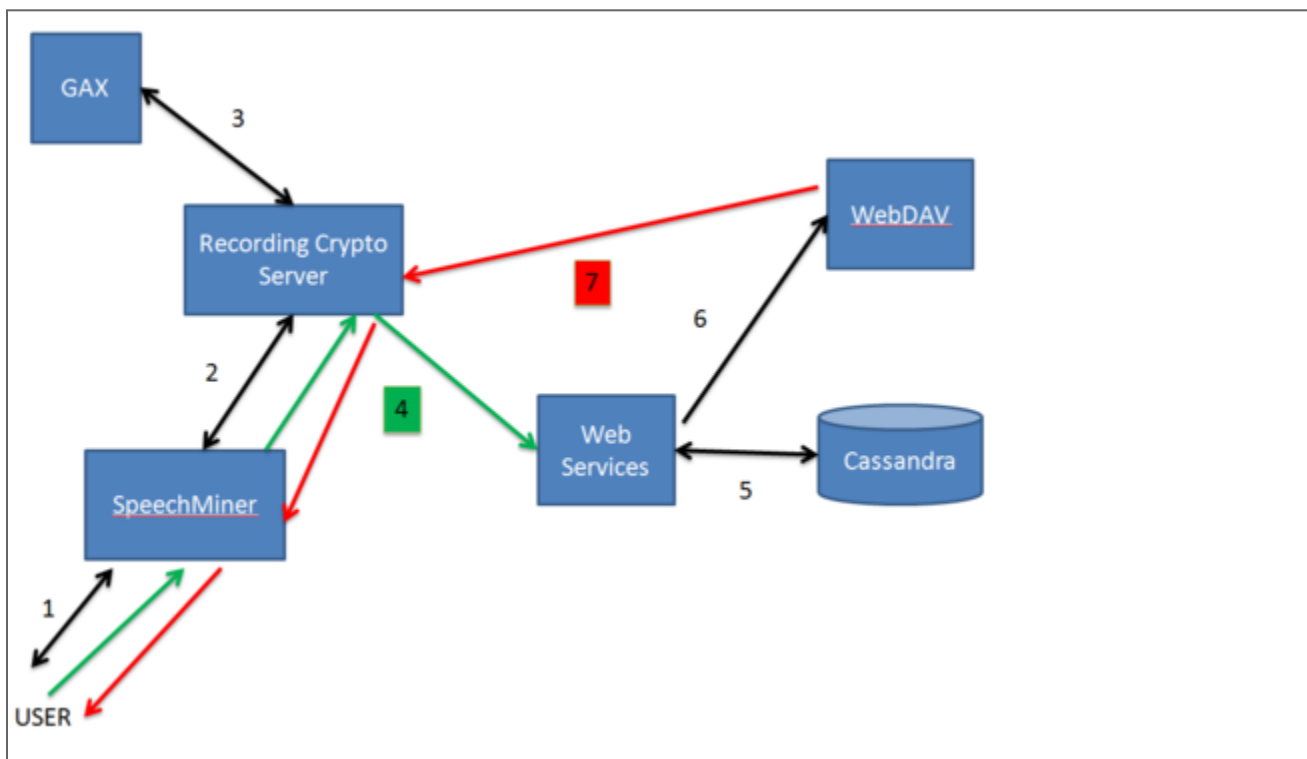 GAX
3
Recording Crypto
Server
WebDAV
7
6
2
4
Web
Services
Cassandra
5
SpeechMiner
1
USER